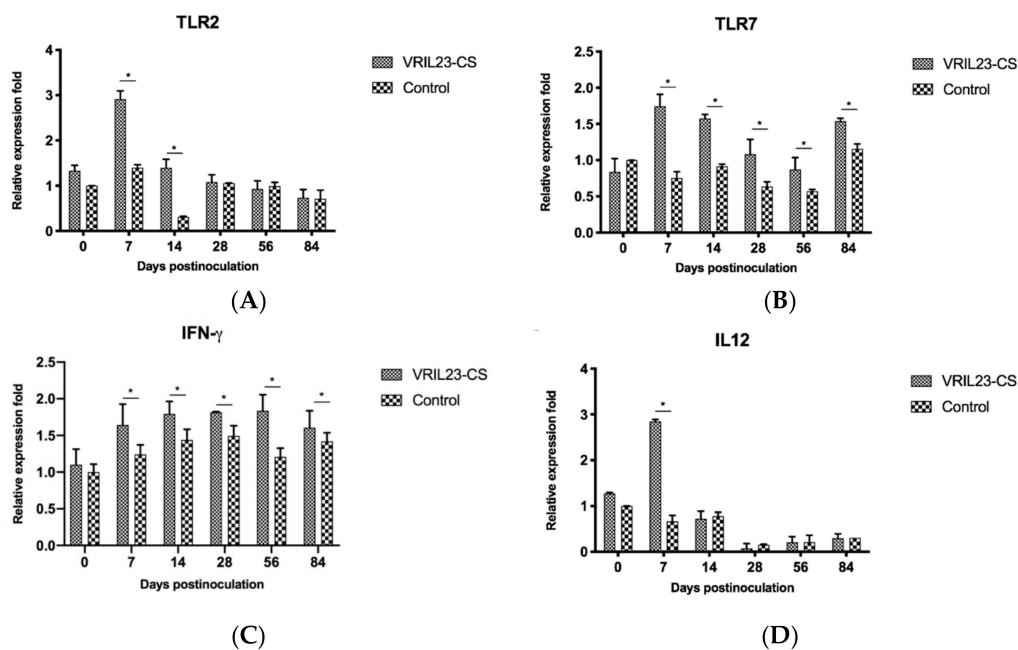 TLR2
Relative expression fold
4
3
2
1
0
0 7 14 28 56 84
Days postinoculation
VRIL23-CS
Control
*
*
(A)
TLR7
Relative expression fold
2.5
2.0
1.5
1.0
0.5
0.0
0 7 14 28 56 84
Days postinoculation
VRIL23-CS
Control
*
*
*
*
*
(B)
IFN-γ
Relative expression fold
2.5
2.0
1.5
1.0
0.5
0.0
0 7 14 28 56 84
Days postinoculation
VRIL23-CS
Control
*
*
*
*
*
(C)
IL12
Relative expression fold
4
3
2
1
0
0 7 14 28 56 84
Days postinoculation
VRIL23-CS
Control
*
(D)